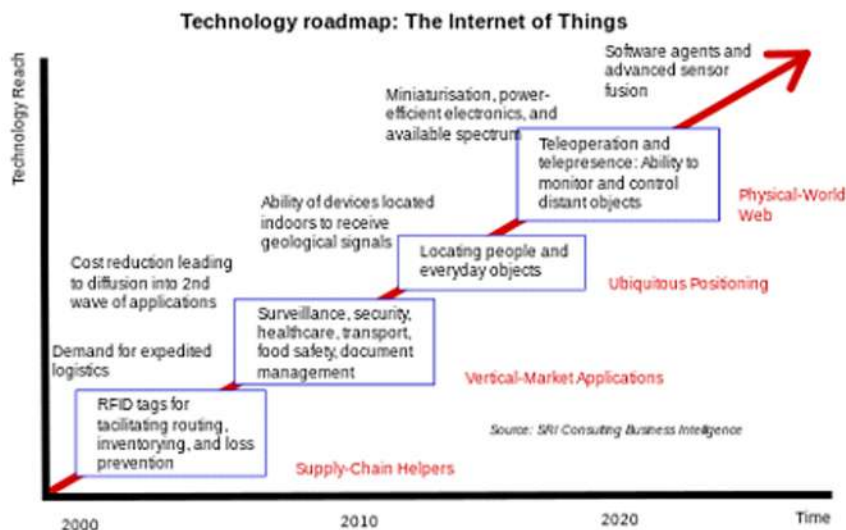 Technology roadmap: The Internet of Things
Technology Reach
Software agents and
advanced sensor
fusion
Miniaturisation, power-
efficient electronics, and
available spectrum
Teleoperation and
telepresence: Ability to
monitor and control
distant objects
Physical-World
Web
Ability of devices located
indoors to receive
geological signals
Locating people and
everyday objects
Ubiquitous Positioning
Cost reduction leading
to diffusion into 2nd
wave of applications
Surveillance, security,
healthcare, transport,
food safety, document
management
Vertical-Market Applications
Demand for expedited
logistics
RFID tags for
tacilitating routing,
inventorying, and loss
prevention
Supply-Chain Helpers
Source: SRI Consulting Business Intelligence
2000
2010
2020
Time